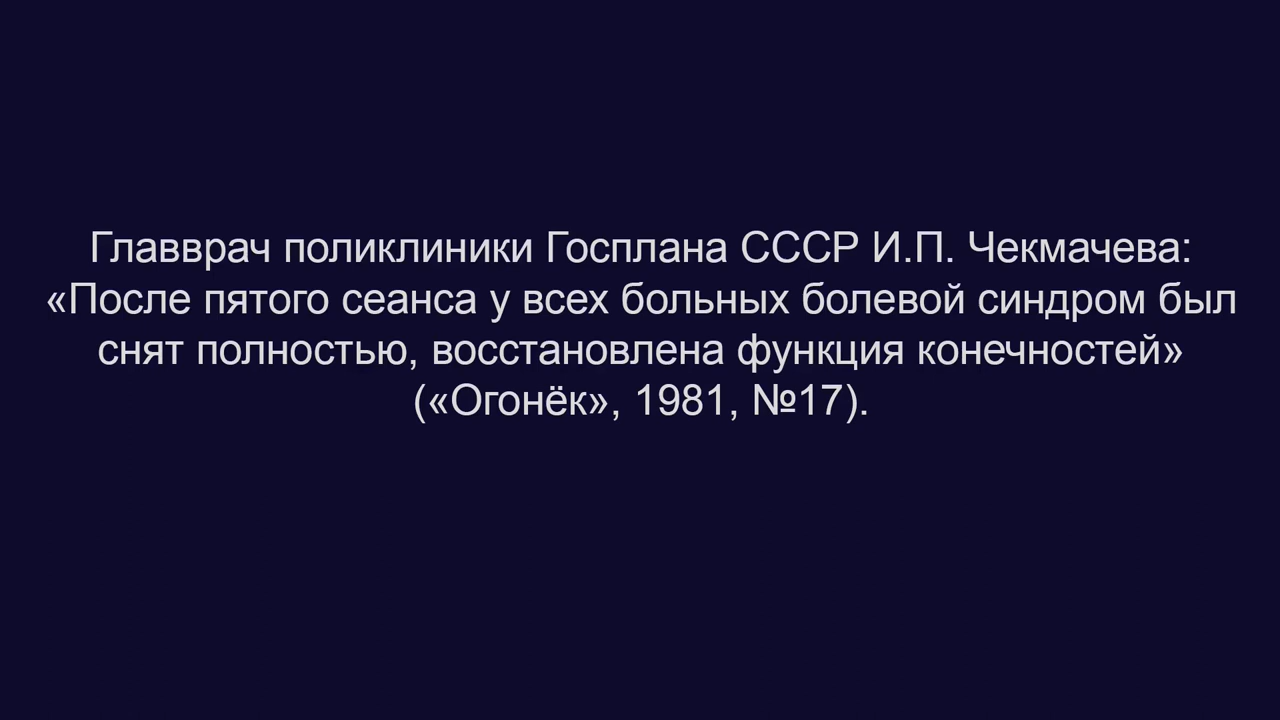 Главврач поликлиники Госплана СССР И.П. Чекмачева:
«После пятого сеанса у всех больных болевой синдром был
снят полностью, восстановлена функция конечностей»
(«Огонёк», 1981, №17).